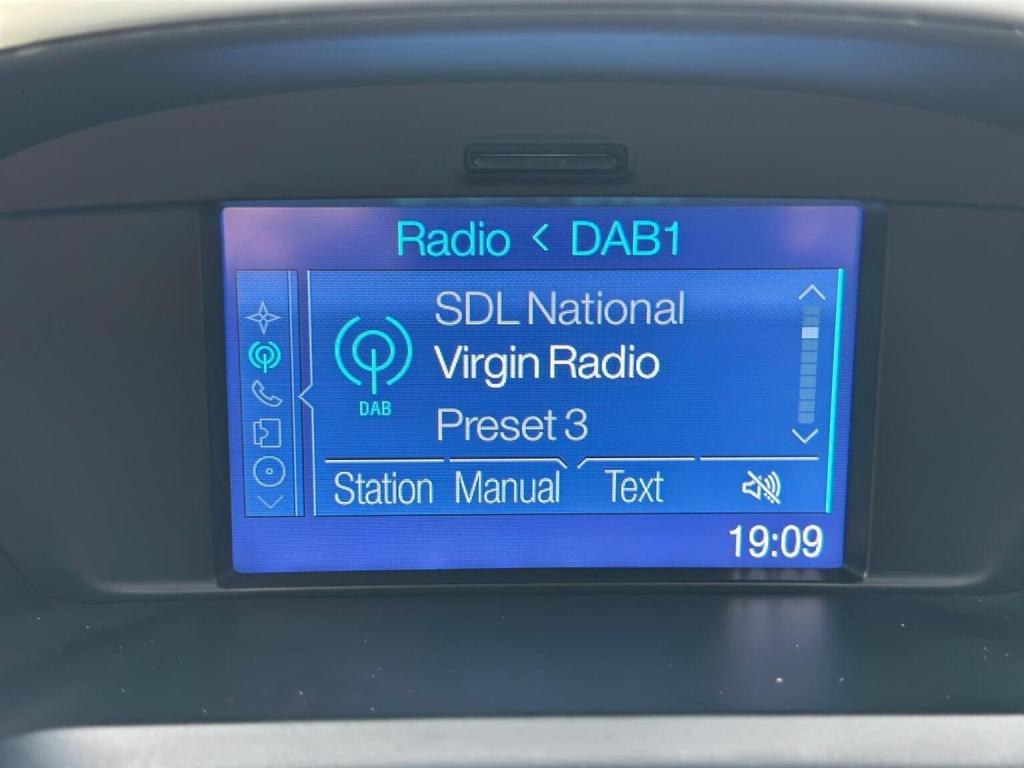 Radio < DAB1
SDL National
Virgin Radio
DAB
Preset 3
Station Manual Text
19:09